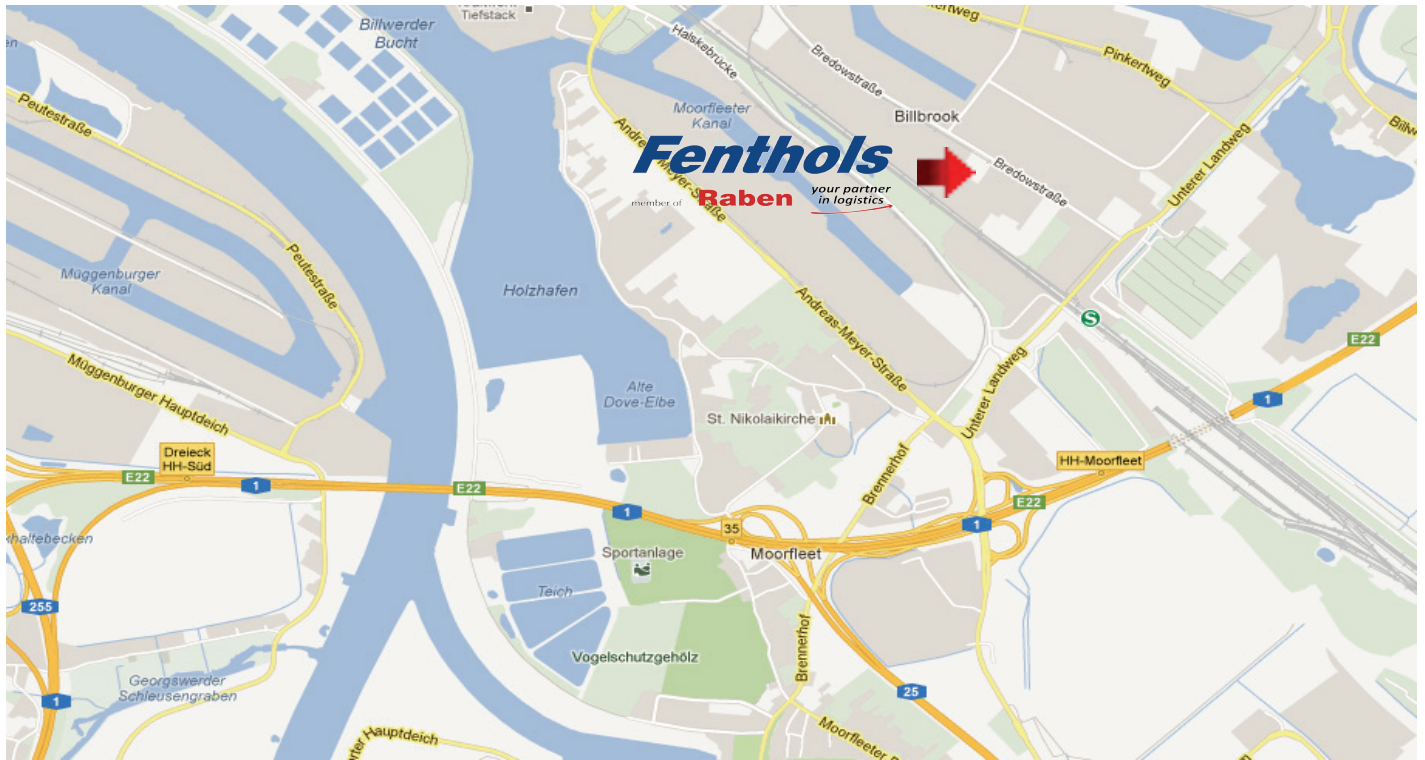 Tiefstack
Billwerder
Bucht
Halskebrücke
Bredowstraße
Pinkertweg
Peutestraße
Moorfleeter
Kanal
Billbrook
Andreas-Meyer-Straße
Fenthols
member of Raben
your partner
in logistics
Bredowstraße
Unterer Landweg
Müggenburger
Kanal
Peutestraße
Holzhafen
Andreas-Meyer-Straße
S
E22
1
Müggenburger Hauptdeich
Alte
Dove-Elbe
St. Nikolaikirche
Unterer Landweg
Dreieck
HH-Süd
E22
1
E22
1
Brennerhof
HH-Moorfleet
E22
1
35
Moorfleet
Sportanlage
Teich
255
Vogelschutzgehölz
Brennerhof
Georgswerder
Schleusengraben
1
25
Hauptdeich
Moorfleeter